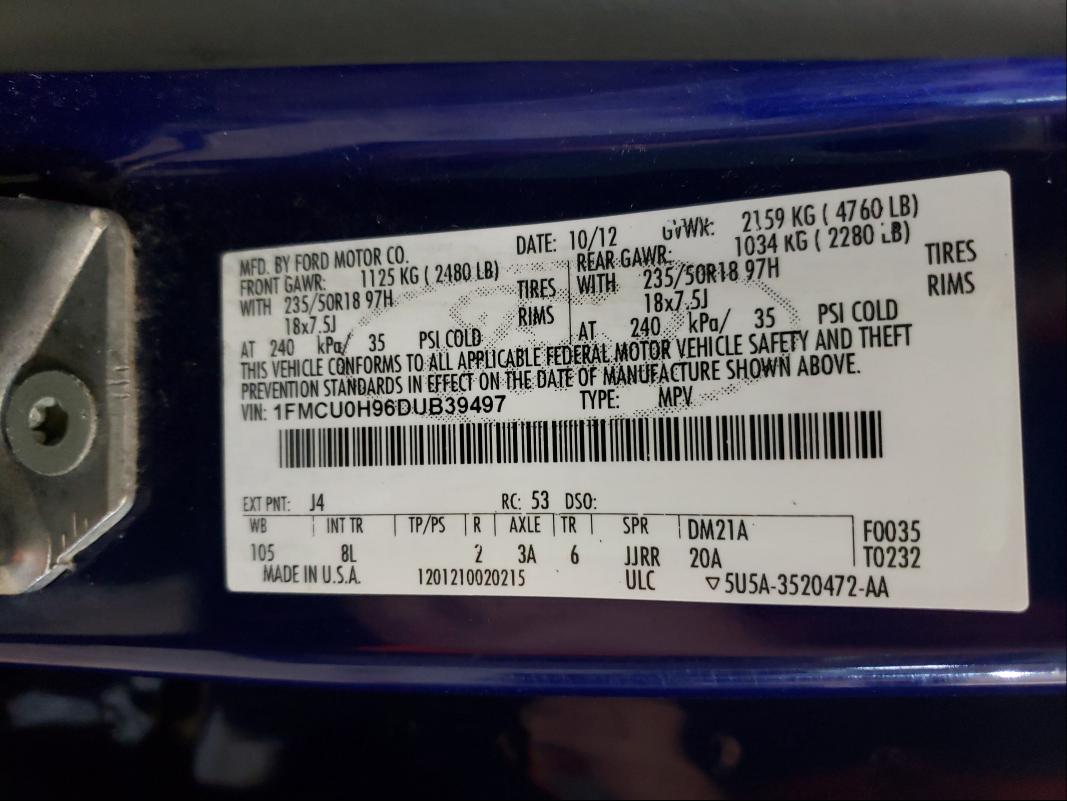 MFD. BY FORD MOTOR CO. DATE: 10/12 GVWR: 2159 KG ( 4760 LB)
FRONT GAWR: 1125 KG ( 2480 LB) REAR GAWR: 1034 KG ( 2280 LB)
WITH 235/50R18 97H TIRES WITH 235/50R18 97H TIRES
18x7.5J RIMS 18x7.5J RIMS
AT 240 kPa/ 35 PSI COLD AT 240 kPa/ 35 PSI COLD
THIS VEHICLE CONFORMS TO ALL APPLICABLE FEDERAL MOTOR VEHICLE SAFETY AND THEFT
PREVENTION STANDARDS IN EFFECT ON THE DATE OF MANUFACTURE SHOWN ABOVE.
VIN: 1FMCU0H96DUB39497 TYPE: MPV
EXT PNT: J4 RC: 53 DSO:
WB INT TR TP/PS R AXLE TR SPR DM21A F0035
105 8L 2 3A 6 JJRR 20A T0232
MADE IN U.S.A. 1201210020215 ULC ▽5U5A-3520472-AA